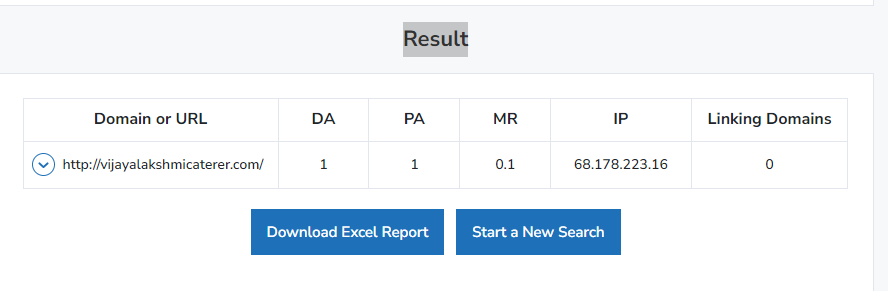 Result
Domain or URL DA PA MR IP Linking Domains
http://vijayalakshmicaterer.com/ 1 1 0.1 68.178.223.16 0
Download Excel Report Start a New Search